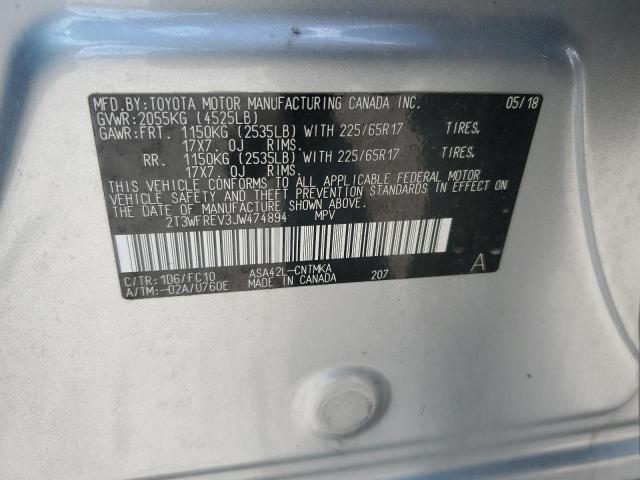 MFD.BY:TOYOTA MOTOR MANUFACTURING CANADA INC. 05/18
GVWR:2055KG (4525LB)
GAWR:FRT. 1150KG (2535LB) WITH 225/65R17 TIRES,
17X7.0J RIMS.
RR. 1150KG (2535LB) WITH 225/65R17 TIRES,
17X7.0J RIMS.
THIS VEHICLE CONFORMS TO ALL APPLICABLE FEDERAL MOTOR
VEHICLE SAFETY AND THEFT PREVENTION STANDARDS IN EFFECT
ON THE DATE OF MANUFACTURE SHOWN ABOVE.
2T3WFREV3JW474894 MPV
C/TR:1D6/FC10 ASA42L-CNTMKA 207 A
A/TM:-02A/U760E MADE IN CANADA